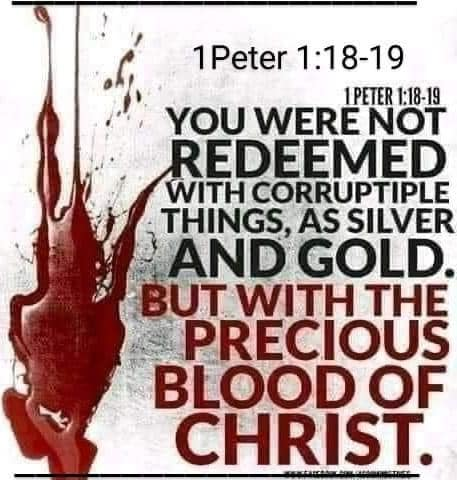 1Peter 1:18-19
1 PETER 1:18-19
YOU WERE NOT
REDEEMED
WITH CORRUPTIPLE
THINGS, AS SILVER
AND GOLD.
BUT WITH THE
PRECIOUS
BLOOD OF
CHRIST.